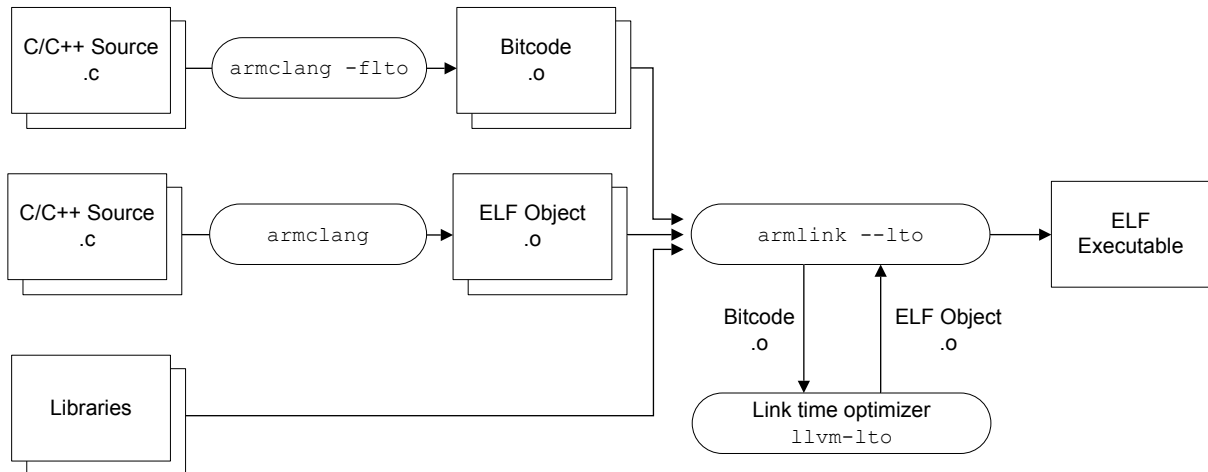 C/C++ Source
.c
armclang -flto
Bitcode
.o
C/C++ Source
.c
armclang
ELF Object
.o
armlink --lto
ELF
Executable
Bitcode
.o
ELF Object
.o
Libraries
Link time optimizer
llvm-lto